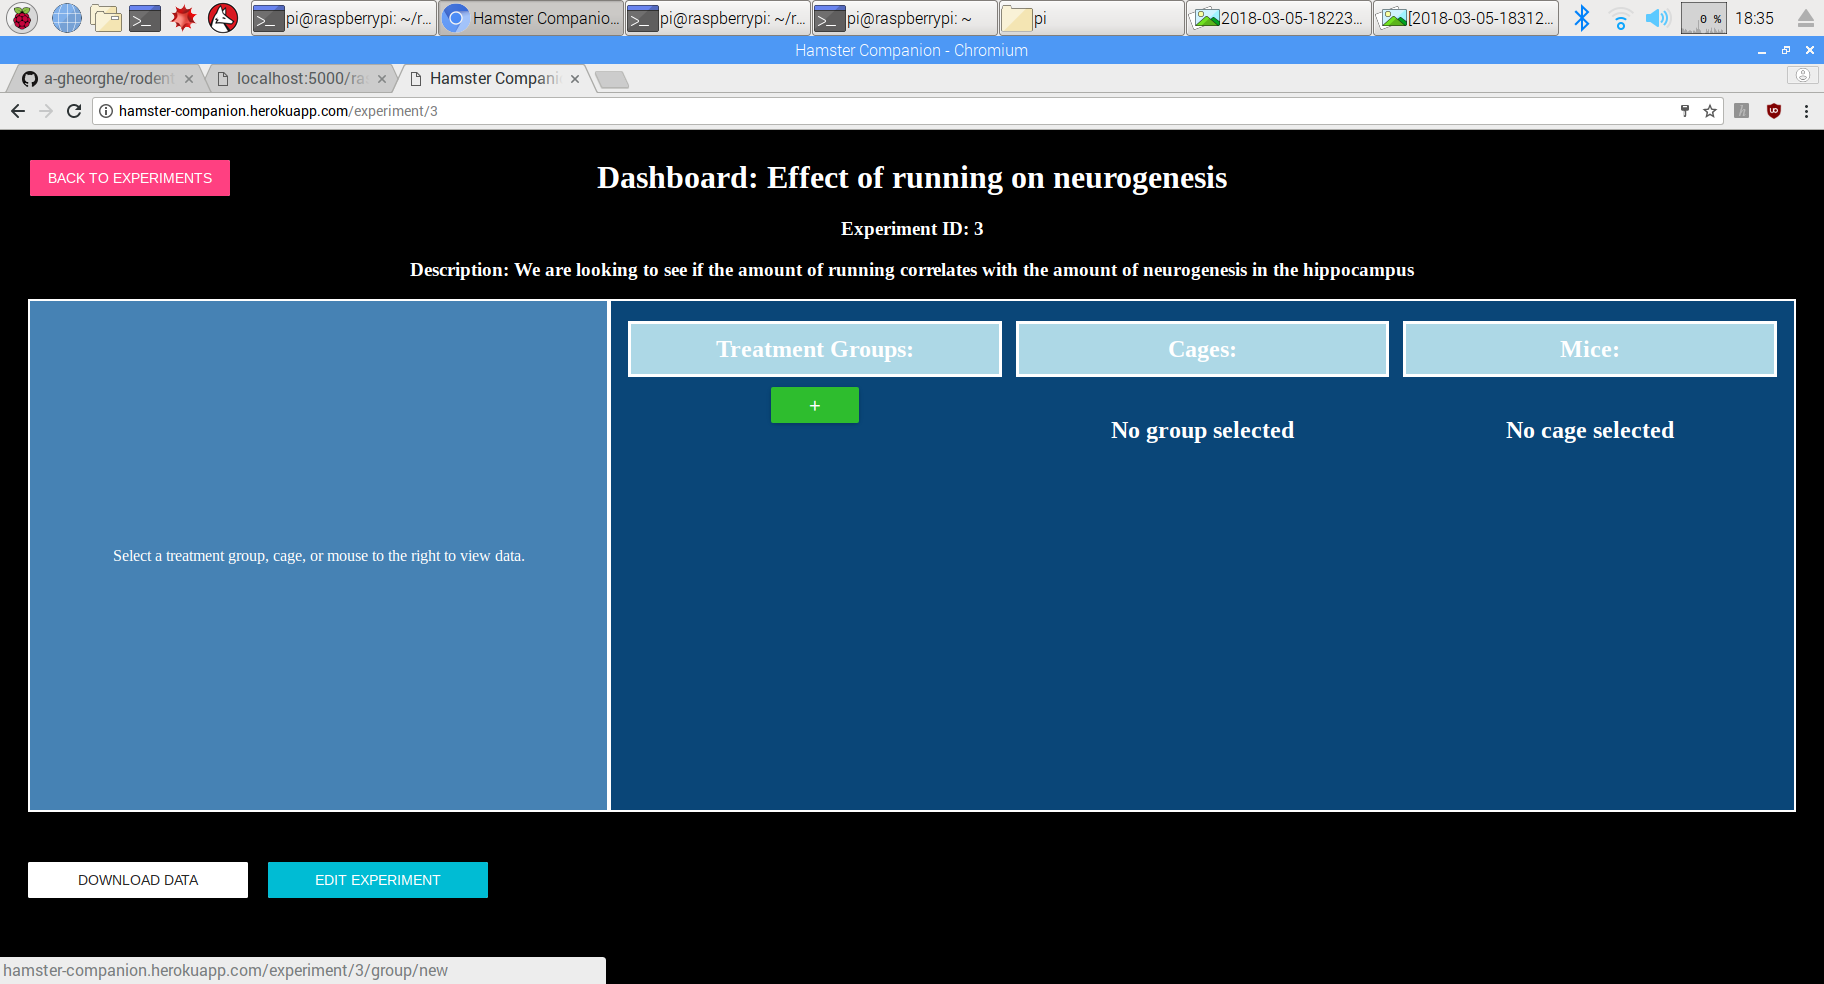 pi@raspberrypi: ~/r...
Hamster Companio...
pi@raspberrypi: ~/r...
pi@raspberrypi: ~
pi
2018-03-05-18223...
[2018-03-05-18312...
0 %
18:35
Hamster Companion - Chromium
a-gheorghe/rodent
localhost:5000/ra
Hamster Compani
hamster-companion.herokuapp.com/experiment/3
BACK TO EXPERIMENTS
Dashboard: Effect of running on neurogenesis
Experiment ID: 3
Description: We are looking to see if the amount of running correlates with the amount of neurogenesis in the hippocampus
Treatment Groups:
Cages:
Mice:
+
No group selected
No cage selected
Select a treatment group, cage, or mouse to the right to view data.
DOWNLOAD DATA
EDIT EXPERIMENT
hamster-companion.herokuapp.com/experiment/3/group/new